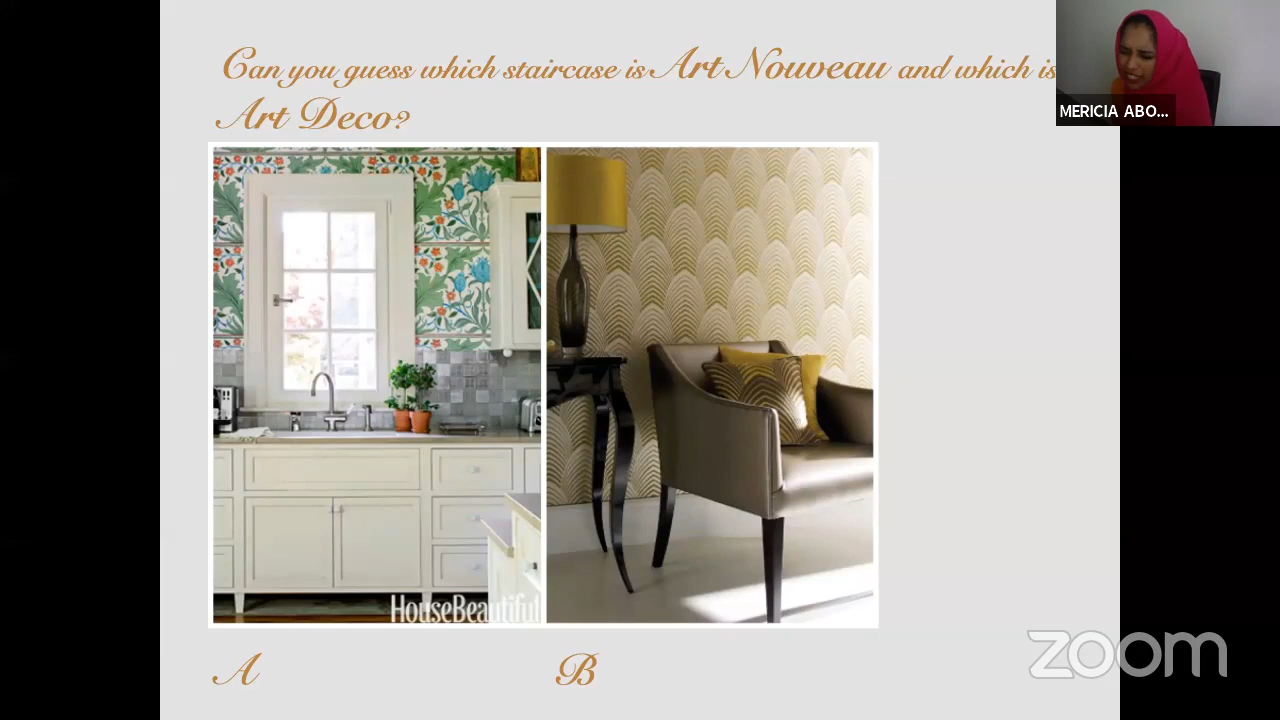 Can you guess which staircase is Art Nouveau and which is
Art Deco?
MERICIA ABO...
HouseBeautiful
A
B
zoom